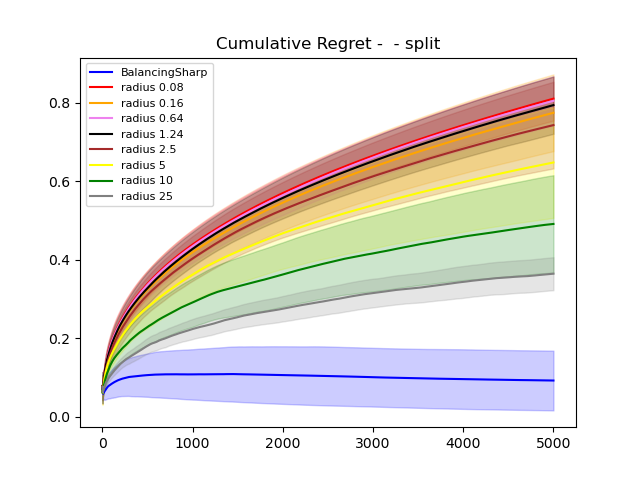 Cumulative Regret -  - split
BalancingSharp
radius 0.08
radius 0.16
radius 0.64
radius 1.24
radius 2.5
radius 5
radius 10
radius 25
0.8
0.6
0.4
0.2
0.0
0 1000 2000 3000 4000 5000